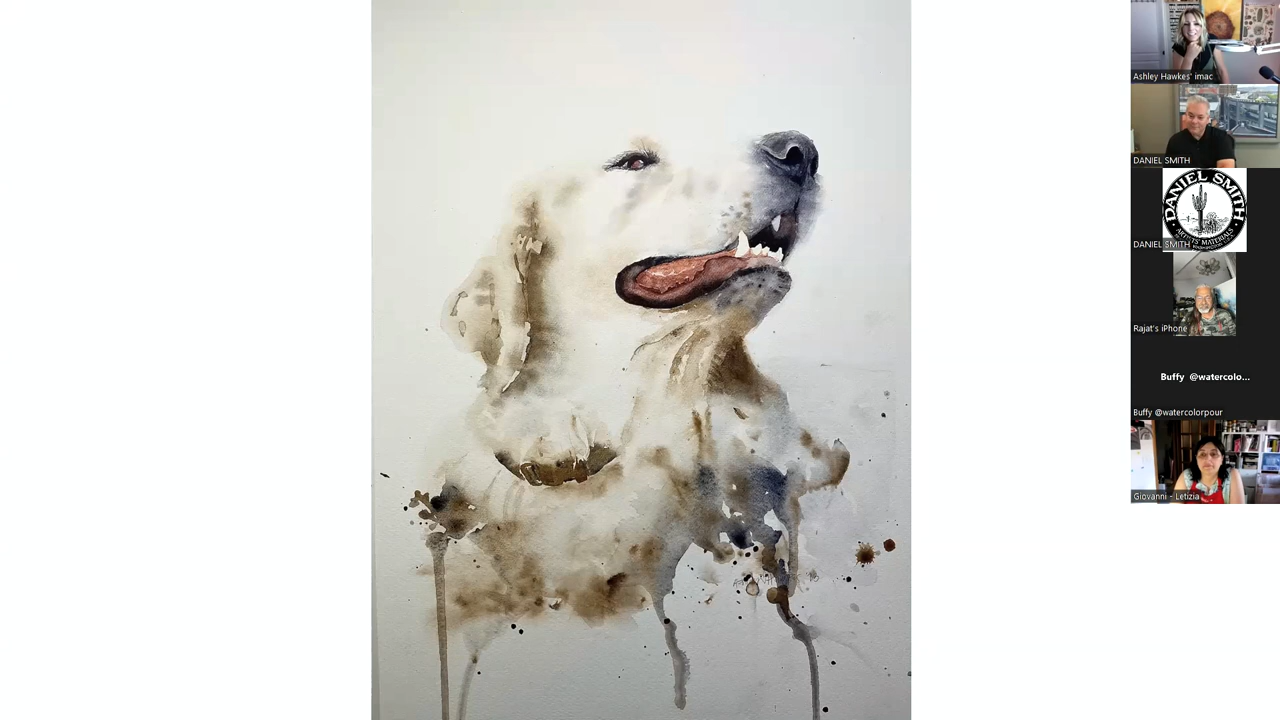 Ashley Hawkes' imac
DANIEL SMITH
DANIEL SMITH
ARTISTS' MATERIALS
DANIEL SMITH
Rajat's iPhone
Buffy @watercolo...
Buffy @watercolorpour
Giovanni - Letizia